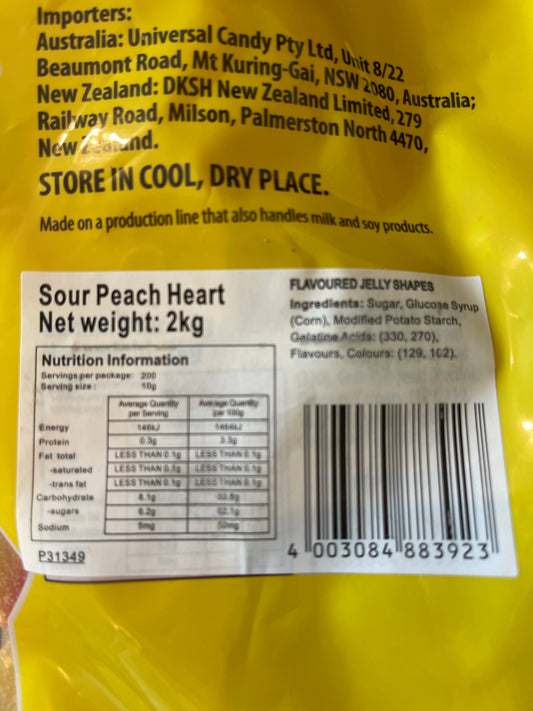 Importers:
Australia: Universal Candy Pty Ltd, Unit 8/22
Beaumont Road, Mt Kuring-Gai, NSW 2080, Australia;
New Zealand: DKSH New Zealand Limited, 279
Railway Road, Milson, Palmerston North 4470,
New Zealand.
STORE IN COOL, DRY PLACE.
Made on a production line that also handles milk and soy products.
Sour Peach Heart
Net weight: 2kg
Nutrition Information
Servings per package: 200
Serving size: 10g
Average Quantity per Serving Average Quantity per 100g
Energy 146kJ
Protein 0.3g
Fat total LESS THAN 0.1g LESS THAN 0.1g
-saturated LESS THAN 0.1g LESS THAN 0.1g
-trans fat LESS THAN 0.1g LESS THAN 0.1g
Carbohydrate 8.1g
-sugars 6.2g
Sodium 5mg
P31349
FLAVOURED JELLY SHAPES
Ingredients: Sugar, Glucose Syrup
(Corn), Modified Potato Starch,
Gelatine Acids: (330, 270),
Flavours, Colours: (129, 102).
4 003084 883923